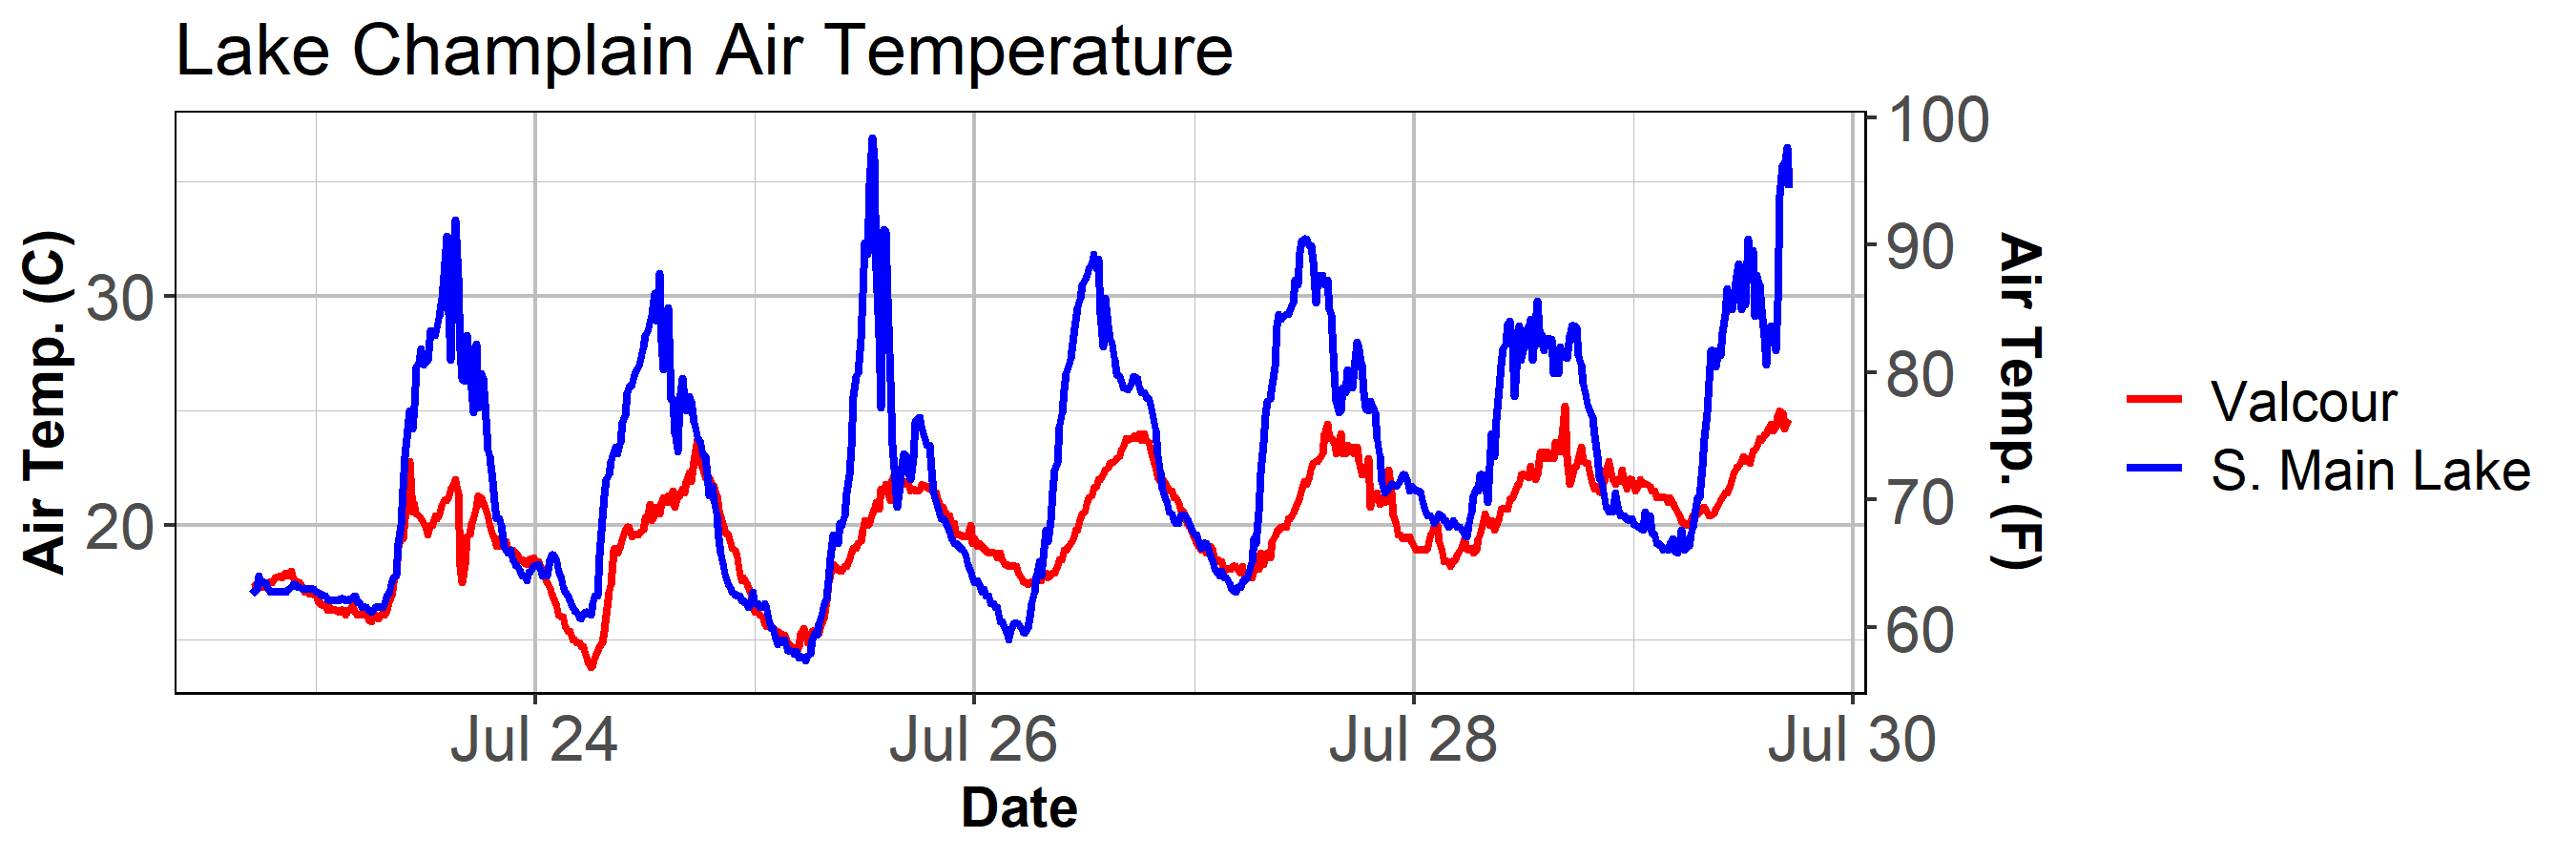 Lake Champlain Air Temperature
Air Temp. (C)
30
20
100
90
80
70
60
Air Temp. (F)
Jul 24
Jul 26
Jul 28
Jul 30
Date
Valcour
S. Main Lake